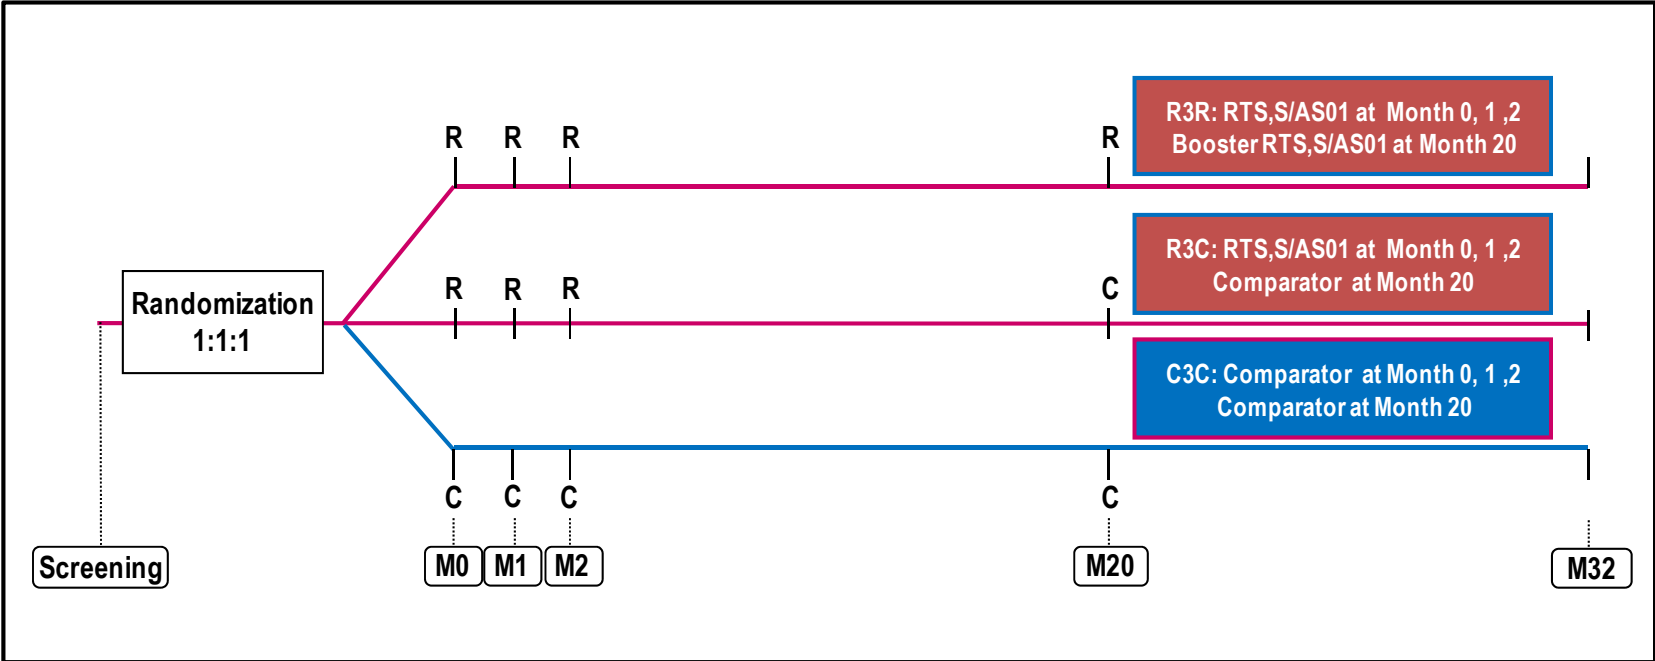 R R R R
R3R: RTS,S/AS01 at Month 0, 1 ,2
Booster RTS,S/AS01 at Month 20
Randomization
1:1:1
R R R C
R3C: RTS,S/AS01 at Month 0, 1 ,2
Comparator at Month 20
C3C: Comparator at Month 0, 1 ,2
Comparator at Month 20
C C C C
Screening M0 M1 M2 M20 M32